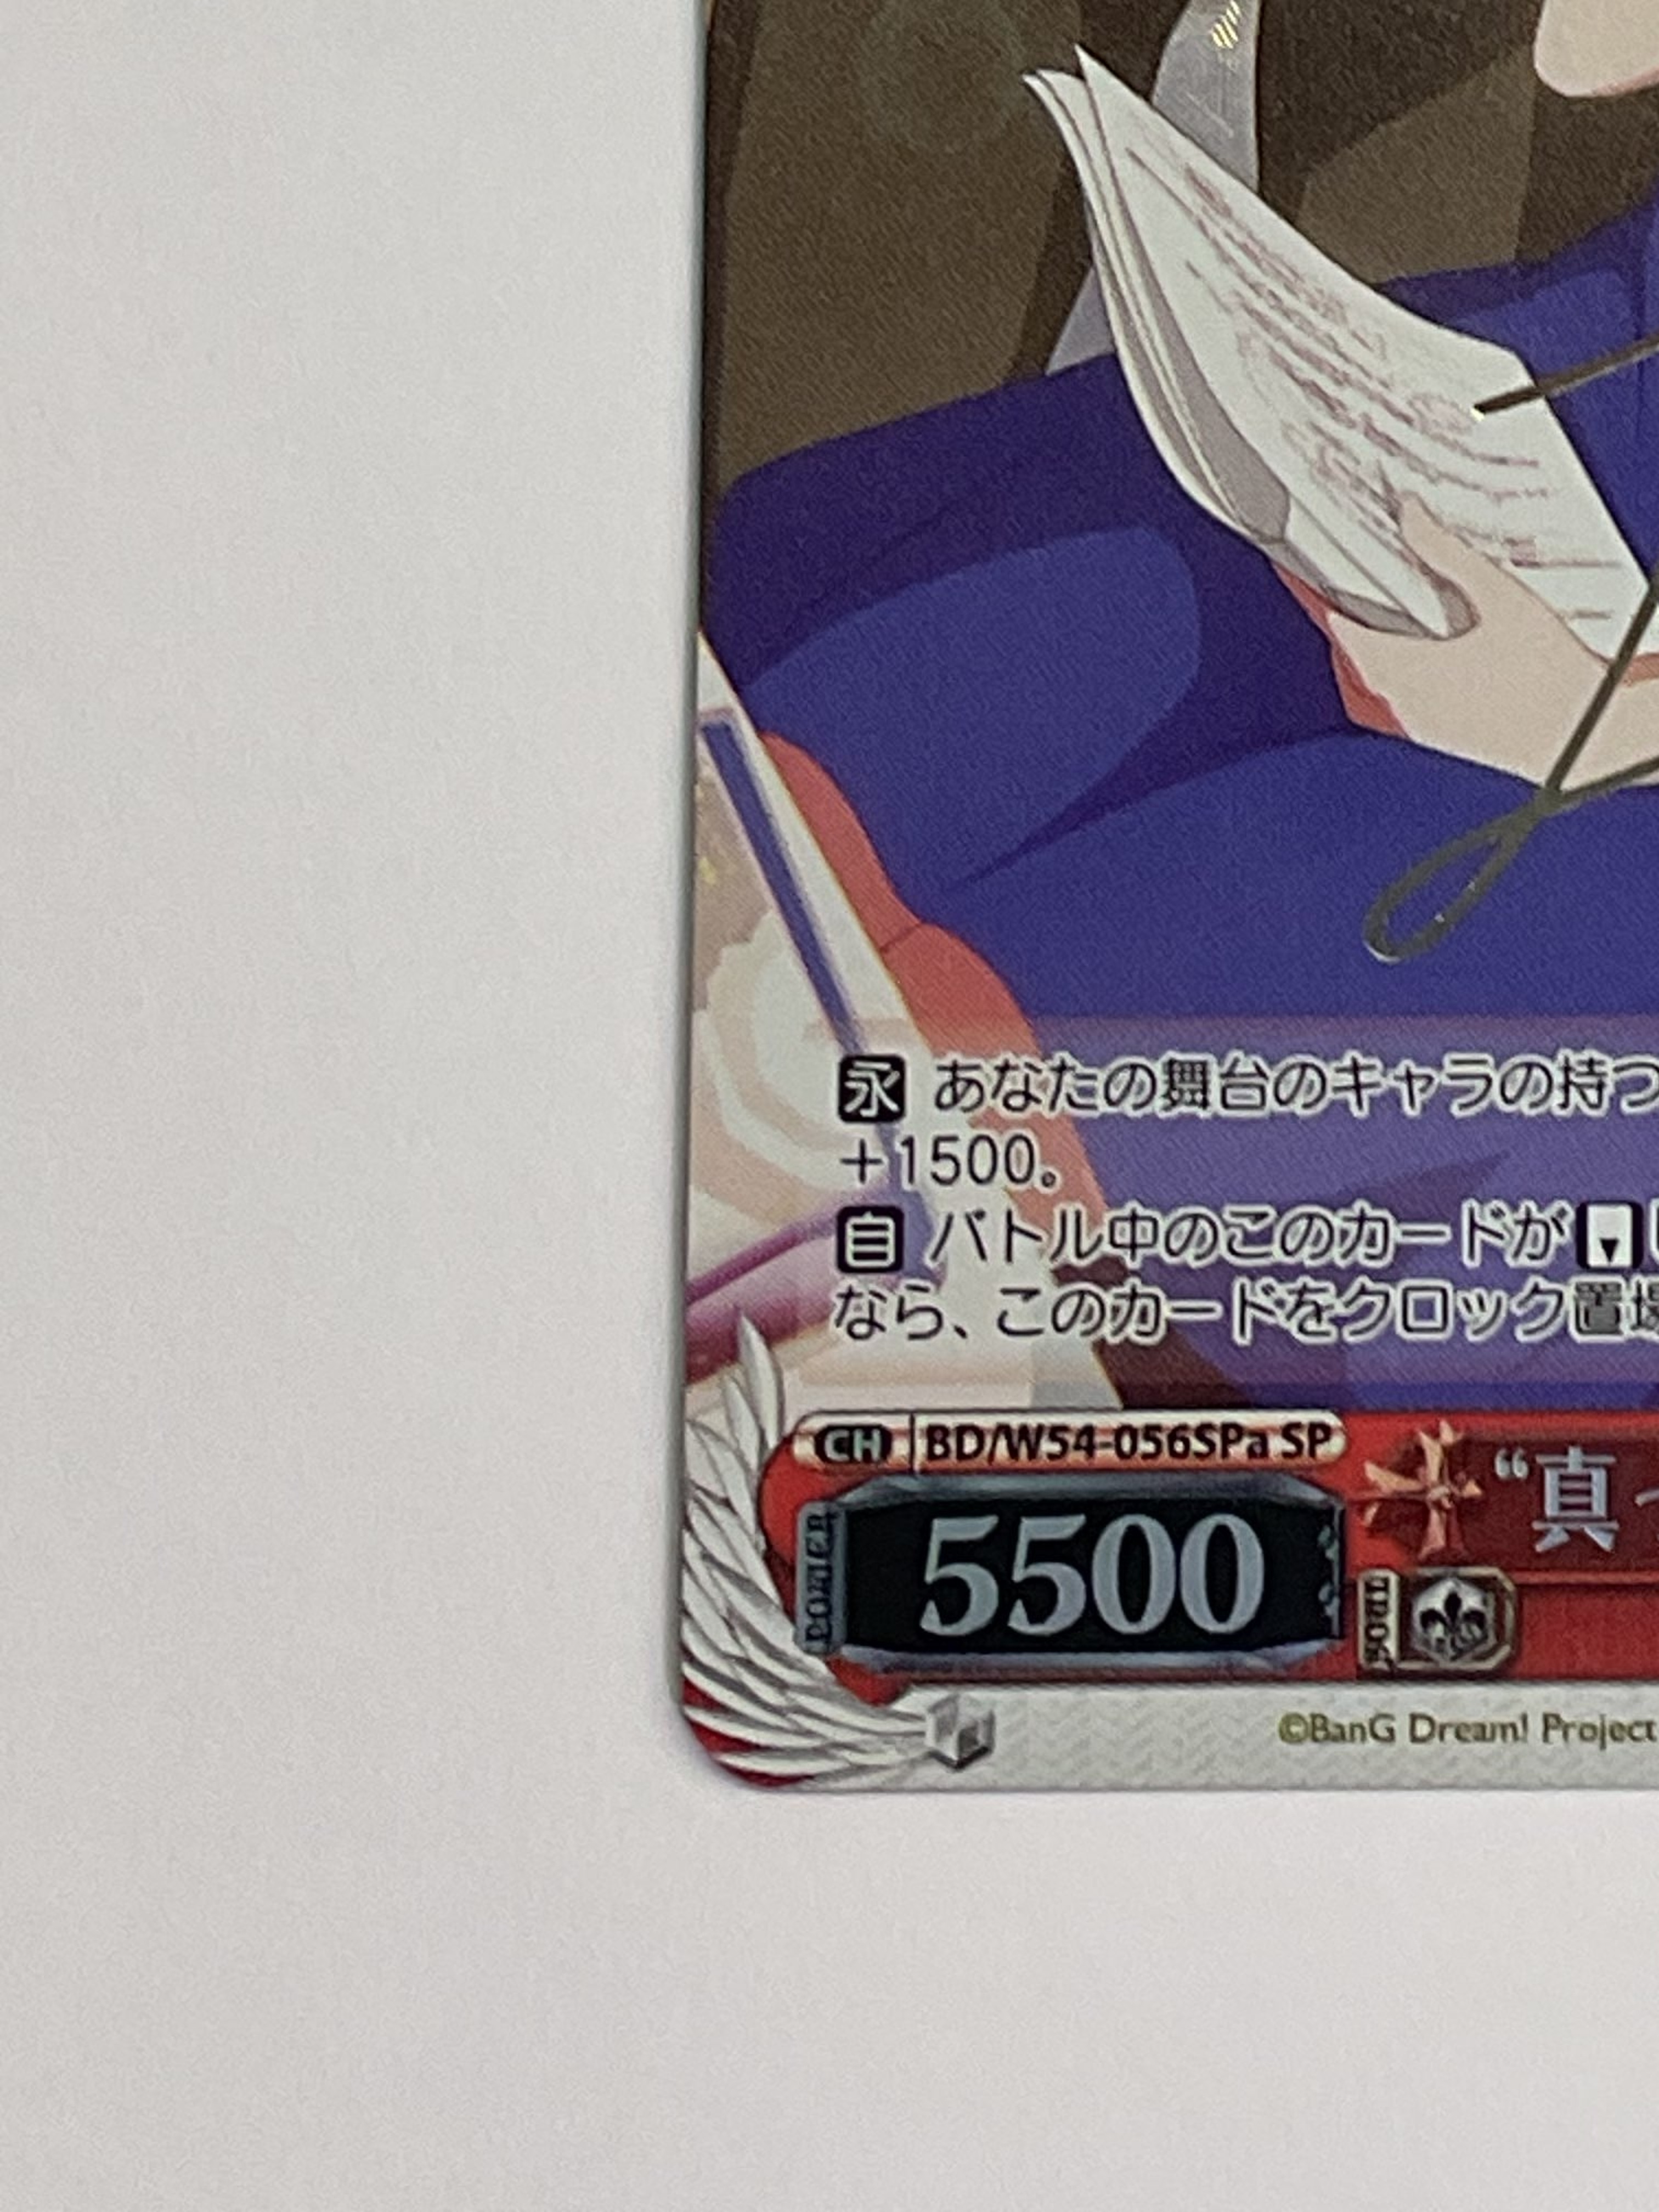 永 あなたの舞台のキャラの持つ
+1500。
自 バトル中のこのカードが
なら、このカードをクロック置場
CH BD/W54-056SPa SP
POWER 5500
“真っ
SOUL
©BanG Dream! Project